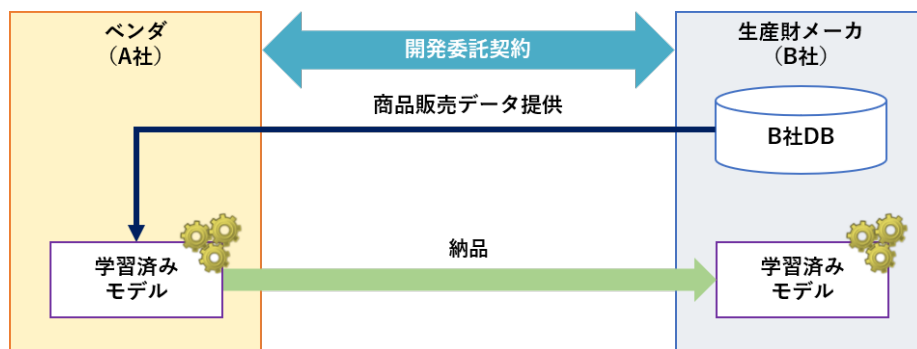 ベンダ
（A社）
開発委託契約
生産財メーカ
（B社）
商品販売データ提供
B社DB
学習済み
モデル
納品
学習済み
モデル